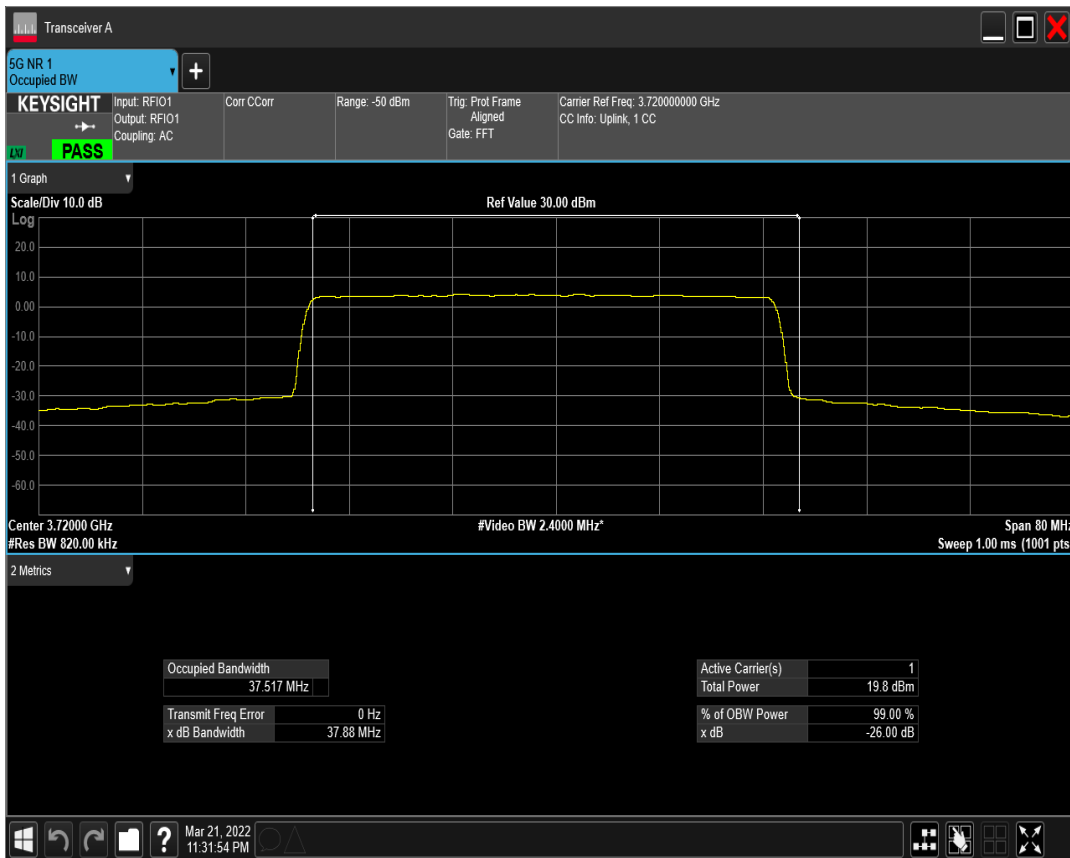 Transceiver A
5G NR 1
Occupied BW
+
KEYSIGHT
LXI
PASS
Input: RFIO1
Output: RFIO1
Coupling: AC
Corr CCorr
Range: -50 dBm
Trig: Prot Frame
Aligned
Gate: FFT
Carrier Ref Freq: 3.720000000 GHz
CC Info: Uplink, 1 CC
1 Graph
Scale/Div 10.0 dB
Ref Value 30.00 dBm
Log
20.0
10.0
0.00
-10.0
-20.0
-30.0
-40.0
-50.0
-60.0
Center 3.72000 GHz
#Video BW 2.4000 MHz*
Span 80 MHz
#Res BW 820.00 kHz
Sweep 1.00 ms (1001 pts
2 Metrics
Occupied Bandwidth
37.517 MHz
Transmit Freq Error 0 Hz
x dB Bandwidth 37.88 MHz
Active Carrier(s) 1
Total Power 19.8 dBm
% of OBW Power 99.00 %
x dB -26.00 dB
?
Mar 21, 2022
11:31:54 PM